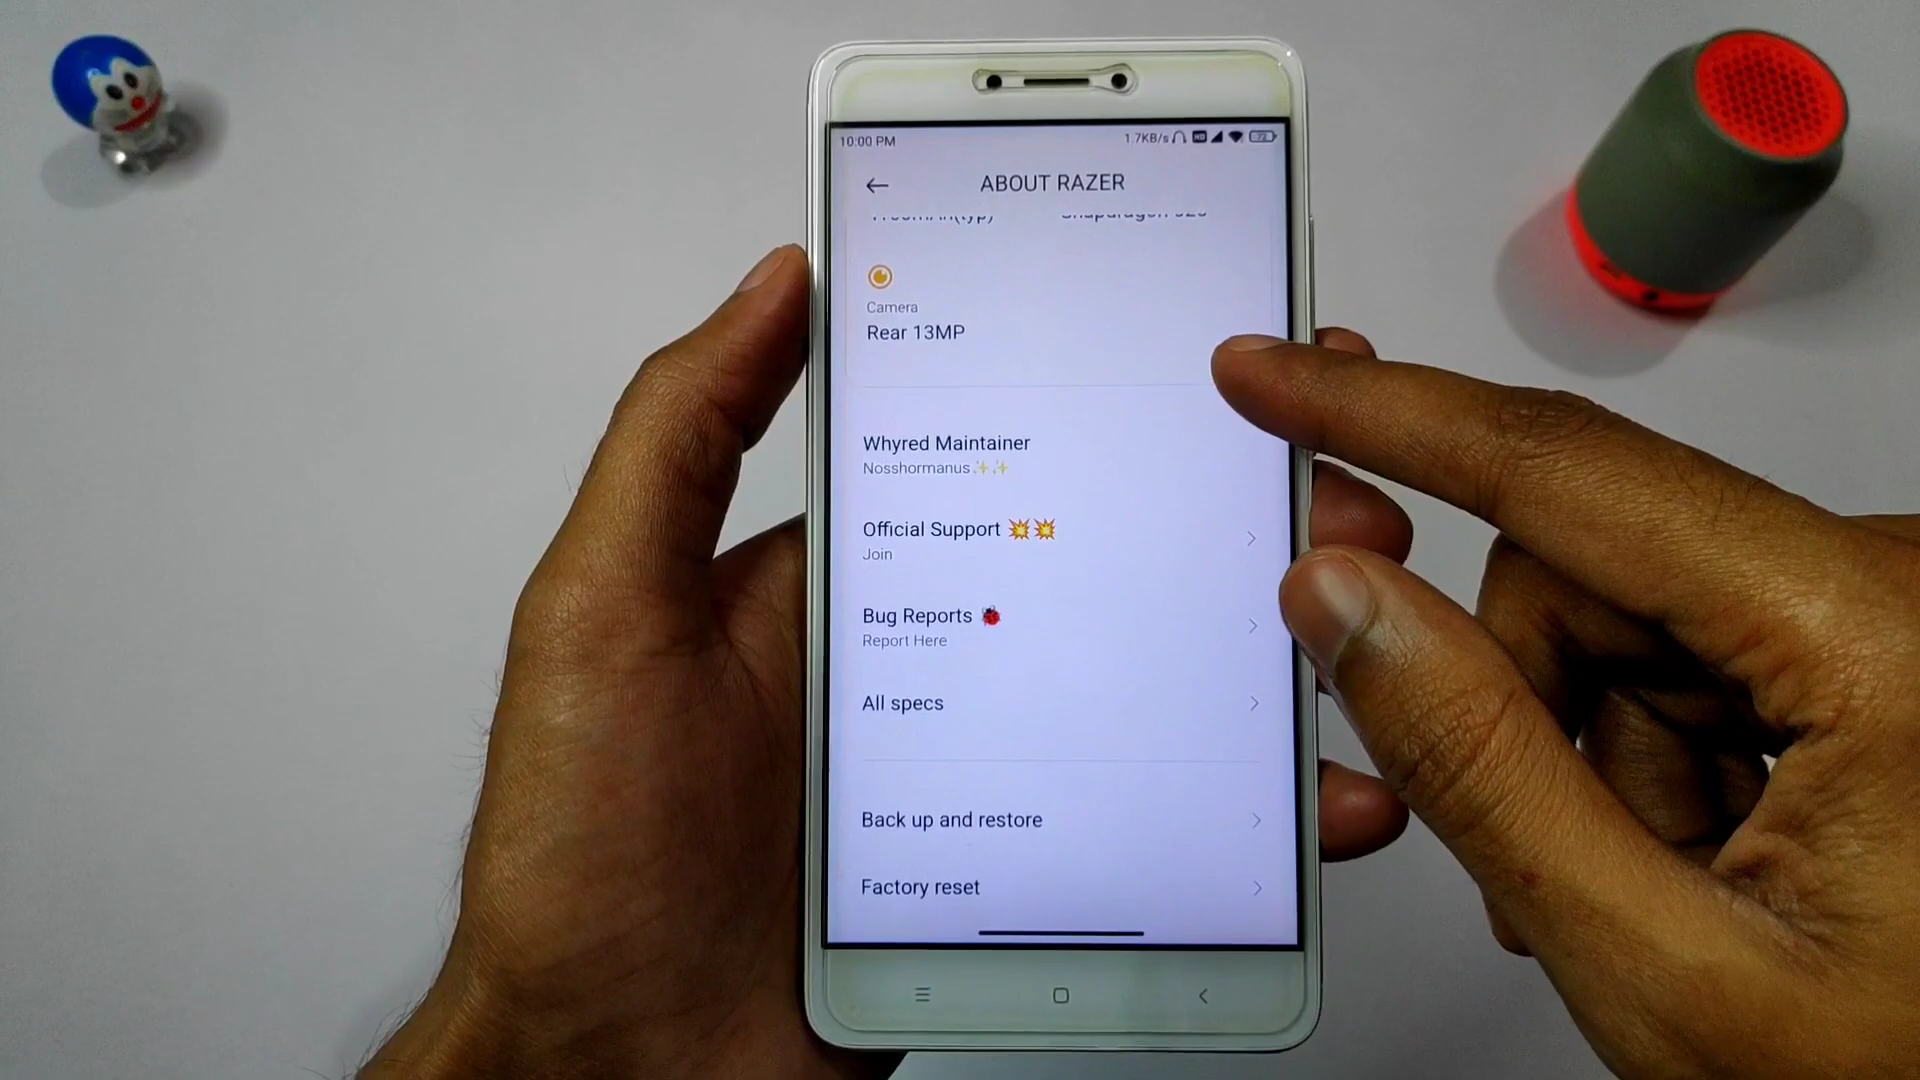 10:00 PM
1.7KB/s
ABOUT RAZER
Camera
Rear 13MP
Whyred Maintainer
Nosshormanus✨✨
Official Support 💥💥
Join
Bug Reports 🐞
Report Here
All specs
Back up and restore
Factory reset